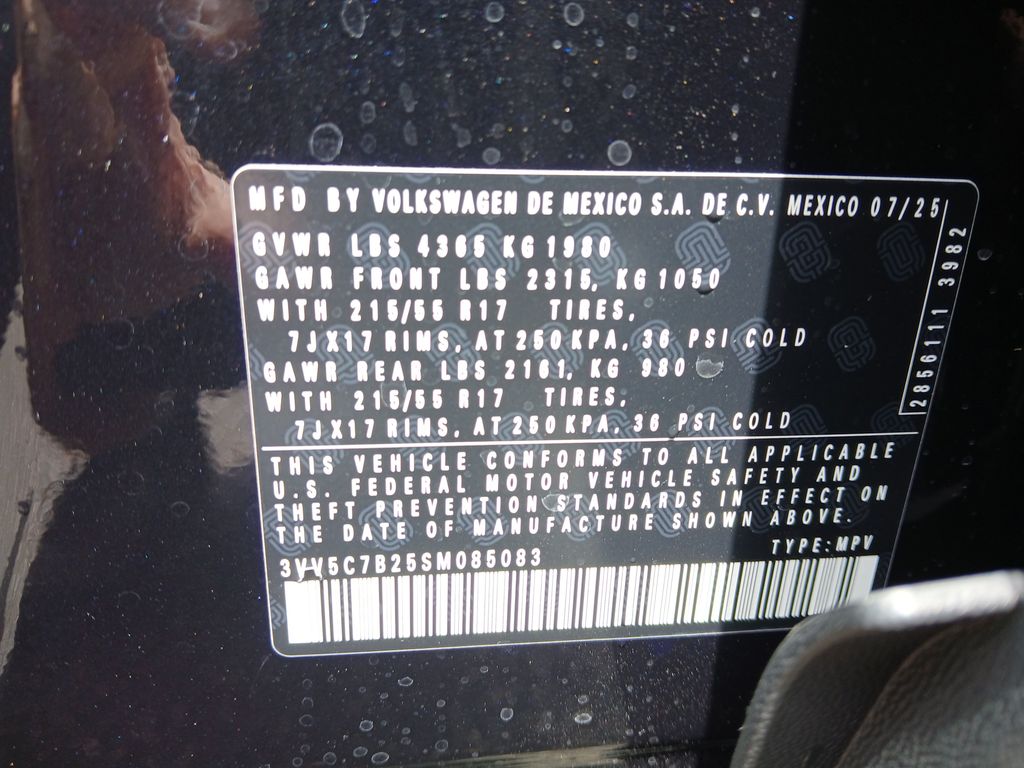 MFD BY VOLKSWAGEN DE MEXICO S.A. DE C.V. MEXICO 07/25
GVWR LBS 4365 KG 1980
GAWR FRONT LBS 2315, KG 1050
WITH 215/55 R17 TIRES,
7JX17 RIMS, AT 250 KPA, 36 PSI COLD
GAWR REAR LBS 2161, KG 980
WITH 215/55 R17 TIRES,
7JX17 RIMS, AT 250 KPA, 36 PSI COLD
2856111 3982
THIS VEHICLE CONFORMS TO ALL APPLICABLE
U.S. FEDERAL MOTOR VEHICLE SAFETY AND
THEFT PREVENTION STANDARDS IN EFFECT ON
THE DATE OF MANUFACTURE SHOWN ABOVE.
TYPE:MPV
3VV5C7B25SM085083